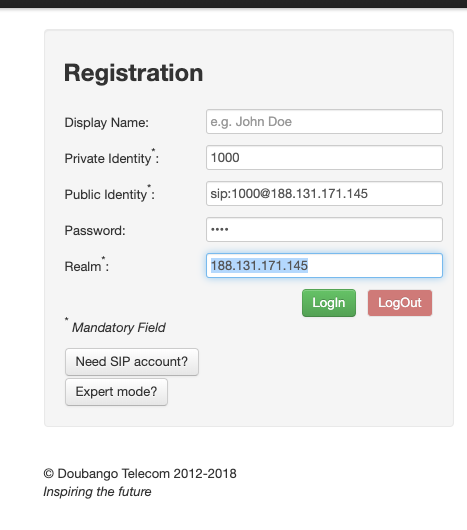 Registration
Display Name: e.g. John Doe
Private Identity*: 1000
Public Identity*: sip:1000@188.131.171.145
Password: ••••
Realm*: 188.131.171.145
LogIn LogOut
* Mandatory Field
Need SIP account?
Expert mode?
© Doubango Telecom 2012-2018
Inspiring the future